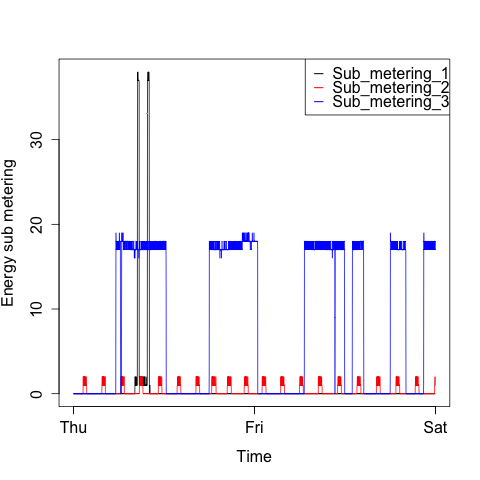 Sub_metering_1
Sub_metering_2
Sub_metering_3
Energy sub metering
30
20
10
0
Thu Fri Sat
Time